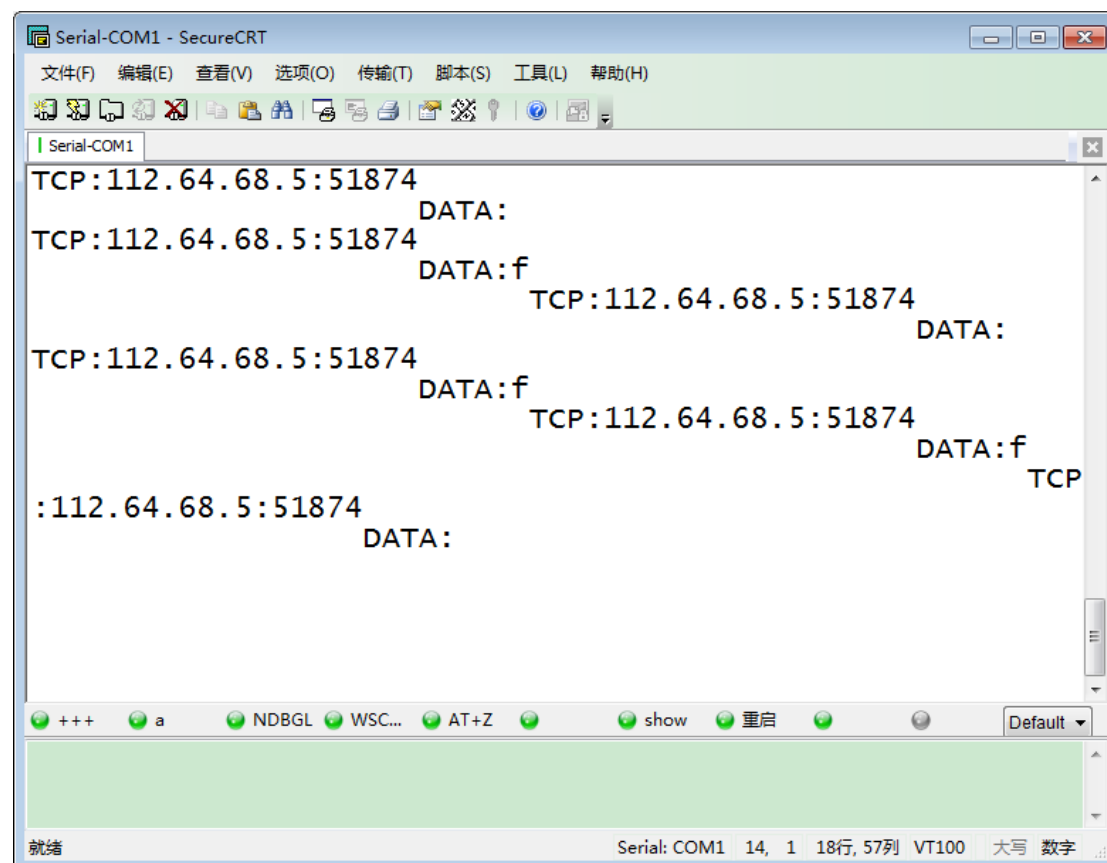 Serial-COM1 - SecureCRT
文件(F) 编辑(E) 查看(V) 选项(O) 传输(T) 脚本(S) 工具(L) 帮助(H)
Serial-COM1
TCP:112.64.68.5:51874
DATA:
TCP:112.64.68.5:51874
DATA:f
TCP:112.64.68.5:51874
DATA:
TCP:112.64.68.5:51874
DATA:f
TCP:112.64.68.5:51874
DATA:f
TCP
:112.64.68.5:51874
DATA:
+++ a NDBGL WSC... AT+Z show 重启 Default
就绪 Serial: COM1 14, 1 18行, 57列 VT100 大写 数字